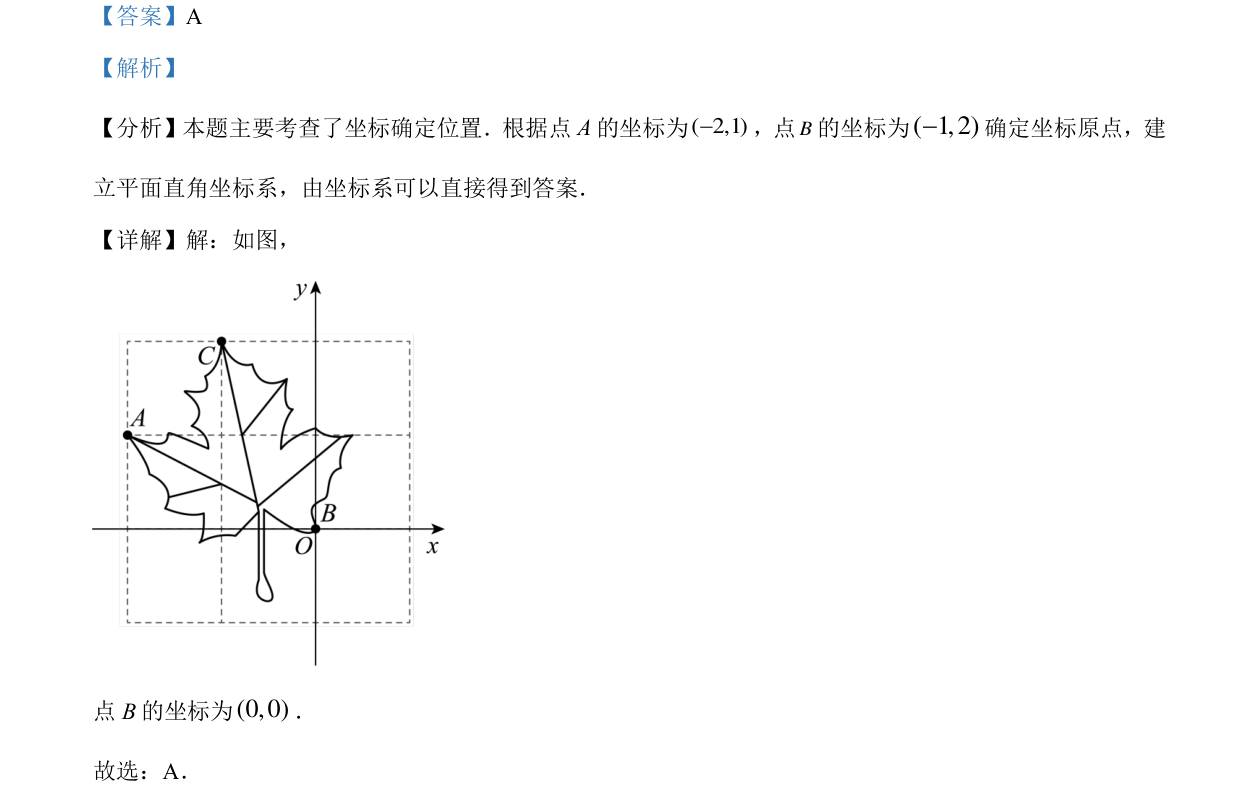 【答案】A
【解析】
【分析】本题主要考查了坐标确定位置．根据点 A 的坐标为(−2,1)，点 B 的坐标为(−1,2)确定坐标原点，建
立平面直角坐标系，由坐标系可以直接得到答案．
【详解】解：如图，
y
C
A
B
O
x
点 B 的坐标为(0,0)．
故选：A．